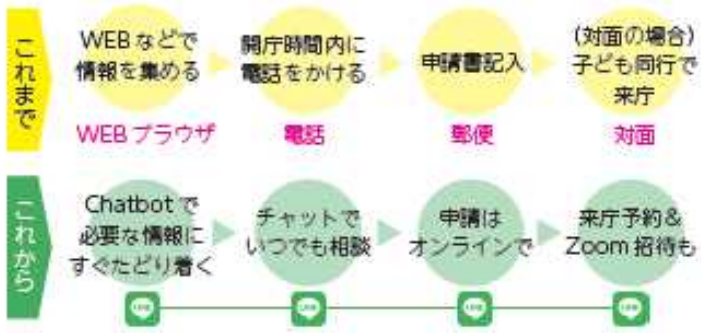 これまで
WEBなどで
情報を集める
開庁時間内に
電話をかける
申請書記入
(対面の場合)
子ども同行で
来庁
WEBブラウザ
電話
郵便
対面
これから
Chatbotで
必要な情報に
すぐたどり着く
チャットで
いつでも相談
申請は
オンラインで
来庁予約&
Zoom招待も
LINE
LINE
LINE
LINE